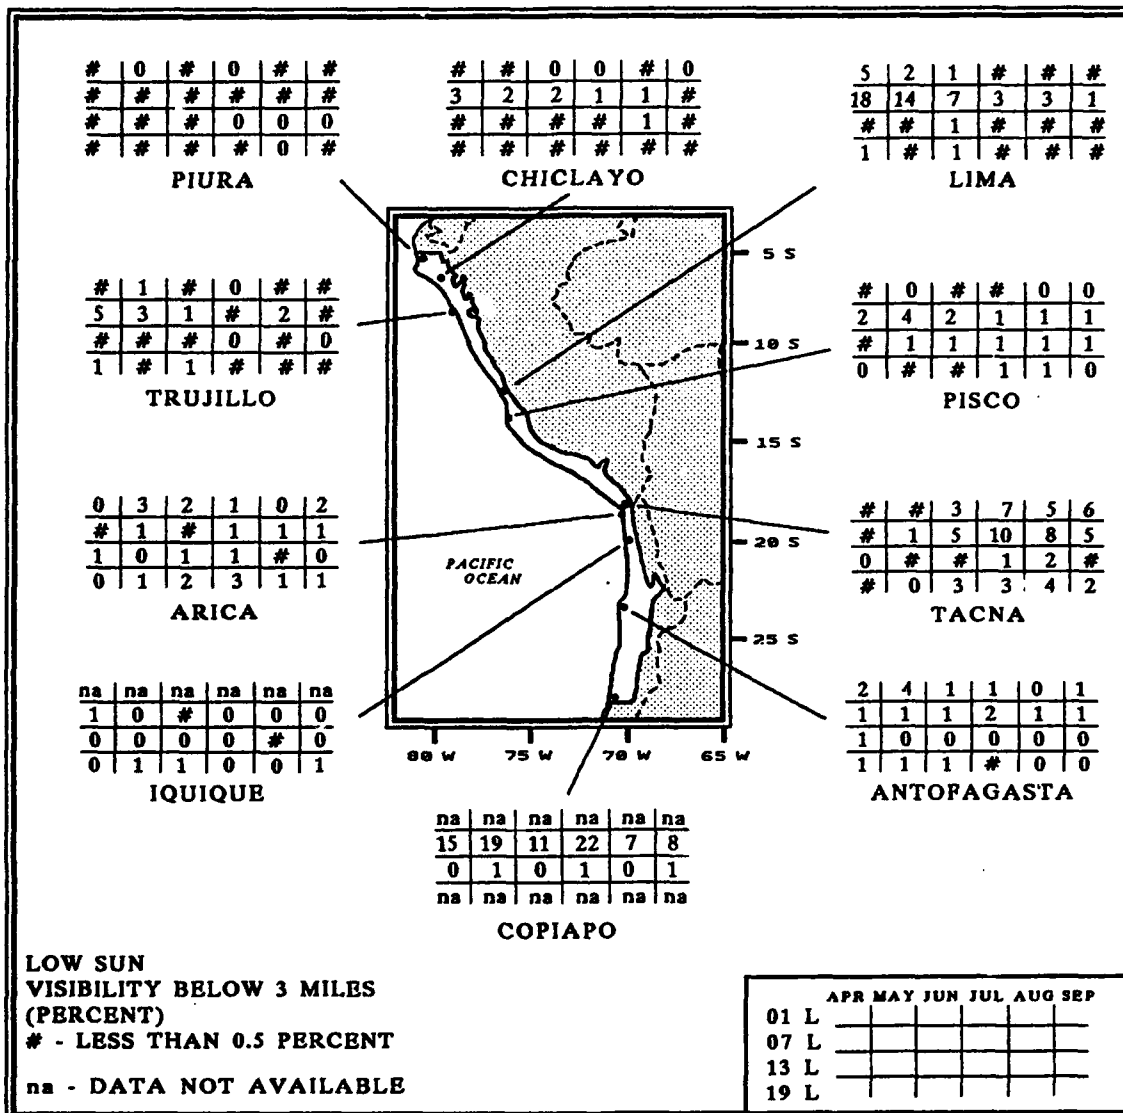 # | 0 | # | 0 | # | #
# | # | # | # | # | #
# | # | # | 0 | 0 | 0
# | # | # | # | 0 | #
PIURA
# | # | 0 | 0 | # | 0
3 | 2 | 2 | 1 | 1 | #
# | # | # | # | 1 | #
# | # | # | # | # | #
CHICLAYO
5 | 2 | 1 | # | # | #
18 | 14 | 7 | 3 | 3 | 1
# | # | 1 | # | # | #
1 | # | 1 | # | # | #
LIMA
# | 1 | # | 0 | # | #
5 | 3 | 1 | # | 2 | #
# | # | # | 0 | # | 0
1 | # | 1 | # | # | #
TRUJILLO
# | 0 | # | # | 0 | 0
2 | 4 | 2 | 1 | 1 | 1
# | 1 | 1 | 1 | 1 | 1
0 | # | # | 1 | 1 | 0
PISCO
0 | 3 | 2 | 1 | 0 | 2
# | 1 | # | 1 | 1 | 1
1 | 0 | 1 | 1 | # | 0
0 | 1 | 2 | 3 | 1 | 1
ARICA
# | # | 3 | 7 | 5 | 6
# | 1 | 5 | 10 | 8 | 5
0 | # | # | 1 | 2 | #
# | 0 | 3 | 3 | 4 | 2
TACNA
na | na | na | na | na | na
1 | 0 | # | 0 | 0 | 0
0 | 0 | 0 | 0 | # | 0
0 | 1 | 1 | 0 | 0 | 1
IQUIQUE
2 | 4 | 1 | 1 | 0 | 1
1 | 1 | 1 | 2 | 1 | 1
1 | 0 | 0 | 0 | 0 | 0
1 | 1 | 1 | # | 0 | 0
ANTOFAGASTA
na | na | na | na | na | na
15 | 19 | 11 | 22 | 7 | 8
0 | 1 | 0 | 1 | 0 | 1
na | na | na | na | na | na
COPIAPO
5 S
10 S
15 S
20 S
25 S
PACIFIC
OCEAN
80 W 75 W 70 W 65 W
LOW SUN
VISIBILITY BELOW 3 MILES
(PERCENT)
# - LESS THAN 0.5 PERCENT
na - DATA NOT AVAILABLE
APR MAY JUN JUL AUG SEP
01 L
07 L
13 L
19 L